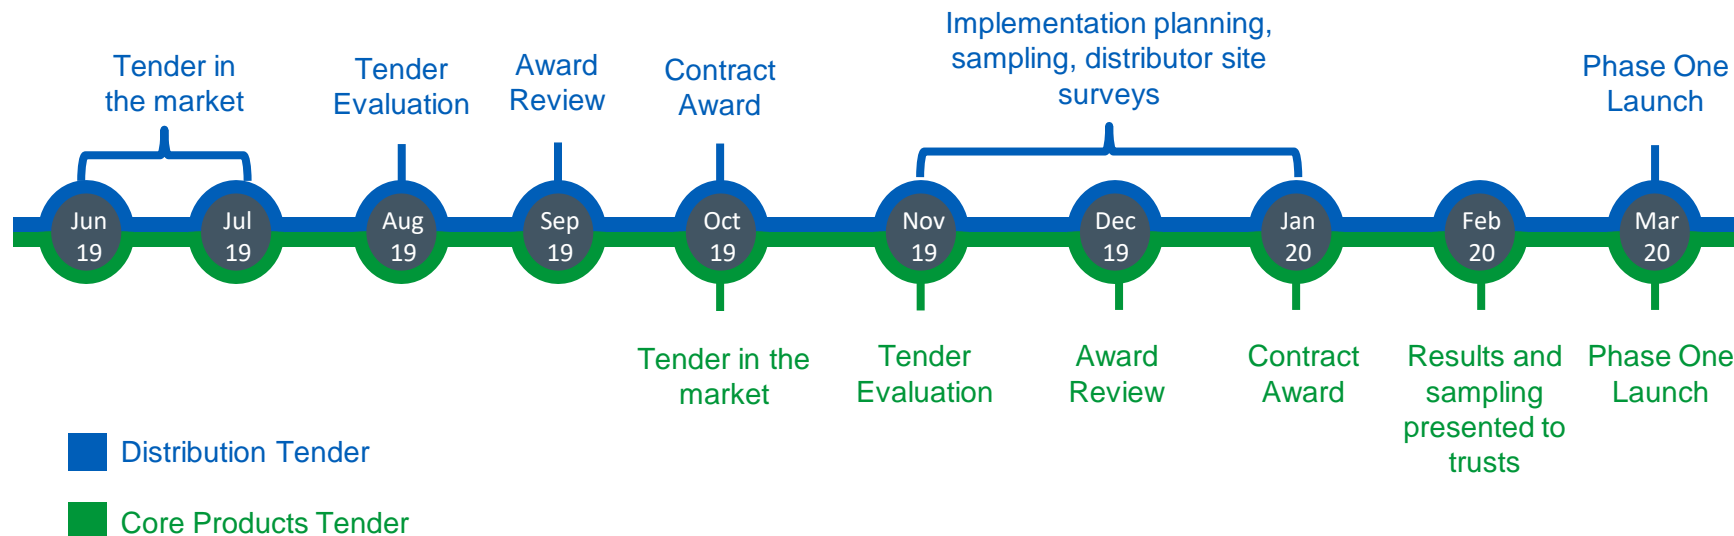 Tender in
the market
Tender
Evaluation
Award
Review
Contract
Award
Implementation planning,
sampling, distributor site
surveys
Phase One
Launch
Jun
19
Jul
19
Aug
19
Sep
19
Oct
19
Nov
19
Dec
19
Jan
20
Feb
20
Mar
20
Tender in the
market
Tender
Evaluation
Award
Review
Contract
Award
Results and
sampling
presented to
trusts
Phase One
Launch
Distribution Tender
Core Products Tender